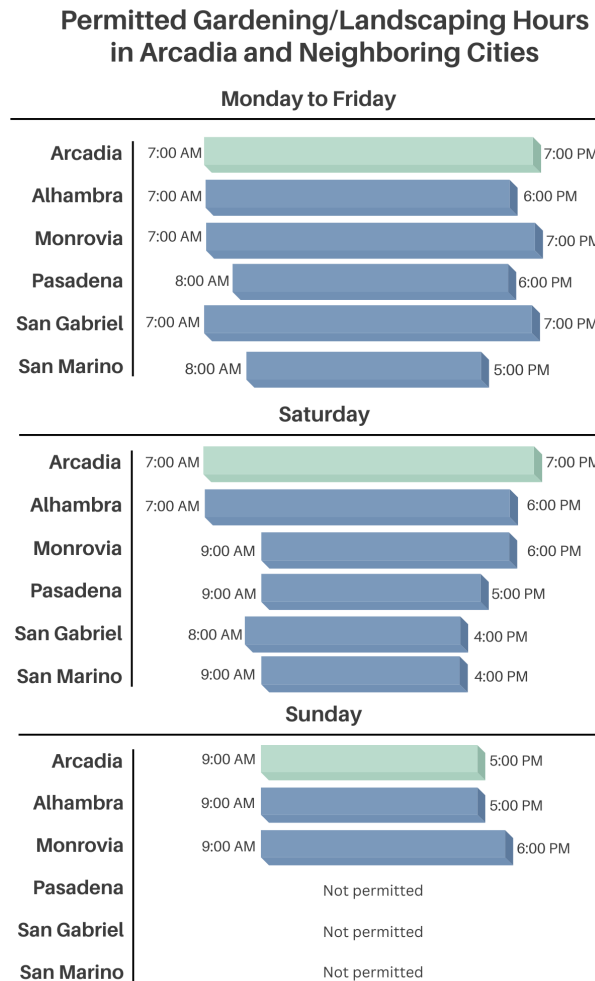 Permitted Gardening/Landscaping Hours
in Arcadia and Neighboring Cities
Monday to Friday
Arcadia 7:00 AM 7:00 PM
Alhambra 7:00 AM 6:00 PM
Monrovia 7:00 AM 7:00 PM
Pasadena 8:00 AM 6:00 PM
San Gabriel 7:00 AM 7:00 PM
San Marino 8:00 AM 5:00 PM
Saturday
Arcadia 7:00 AM 7:00 PM
Alhambra 7:00 AM 6:00 PM
Monrovia 9:00 AM 6:00 PM
Pasadena 9:00 AM 5:00 PM
San Gabriel 8:00 AM 4:00 PM
San Marino 9:00 AM 4:00 PM
Sunday
Arcadia 9:00 AM 5:00 PM
Alhambra 9:00 AM 5:00 PM
Monrovia 9:00 AM 6:00 PM
Pasadena Not permitted
San Gabriel Not permitted
San Marino Not permitted